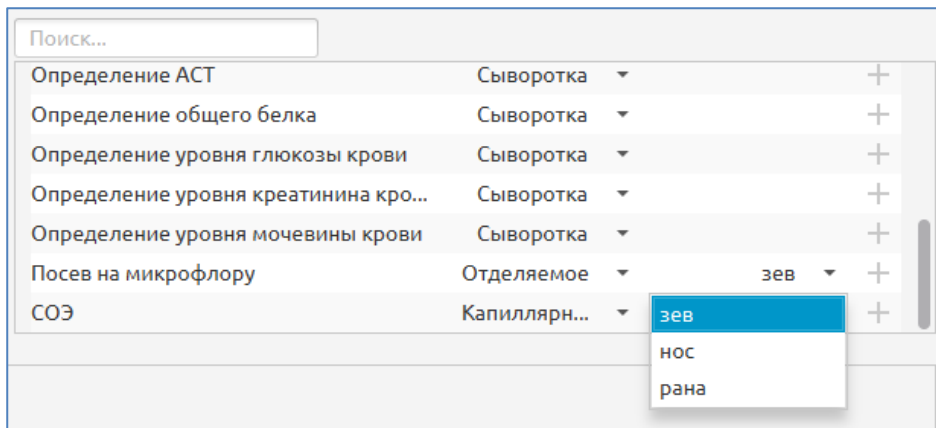 Поиск...
Определение АСТ Сыворотка
Определение общего белка Сыворотка
Определение уровня глюкозы крови Сыворотка
Определение уровня креатинина кро... Сыворотка
Определение уровня мочевины крови Сыворотка
Посев на микрофлору Отделяемое зев
СОЭ Капиллярн... зев
нос
рана